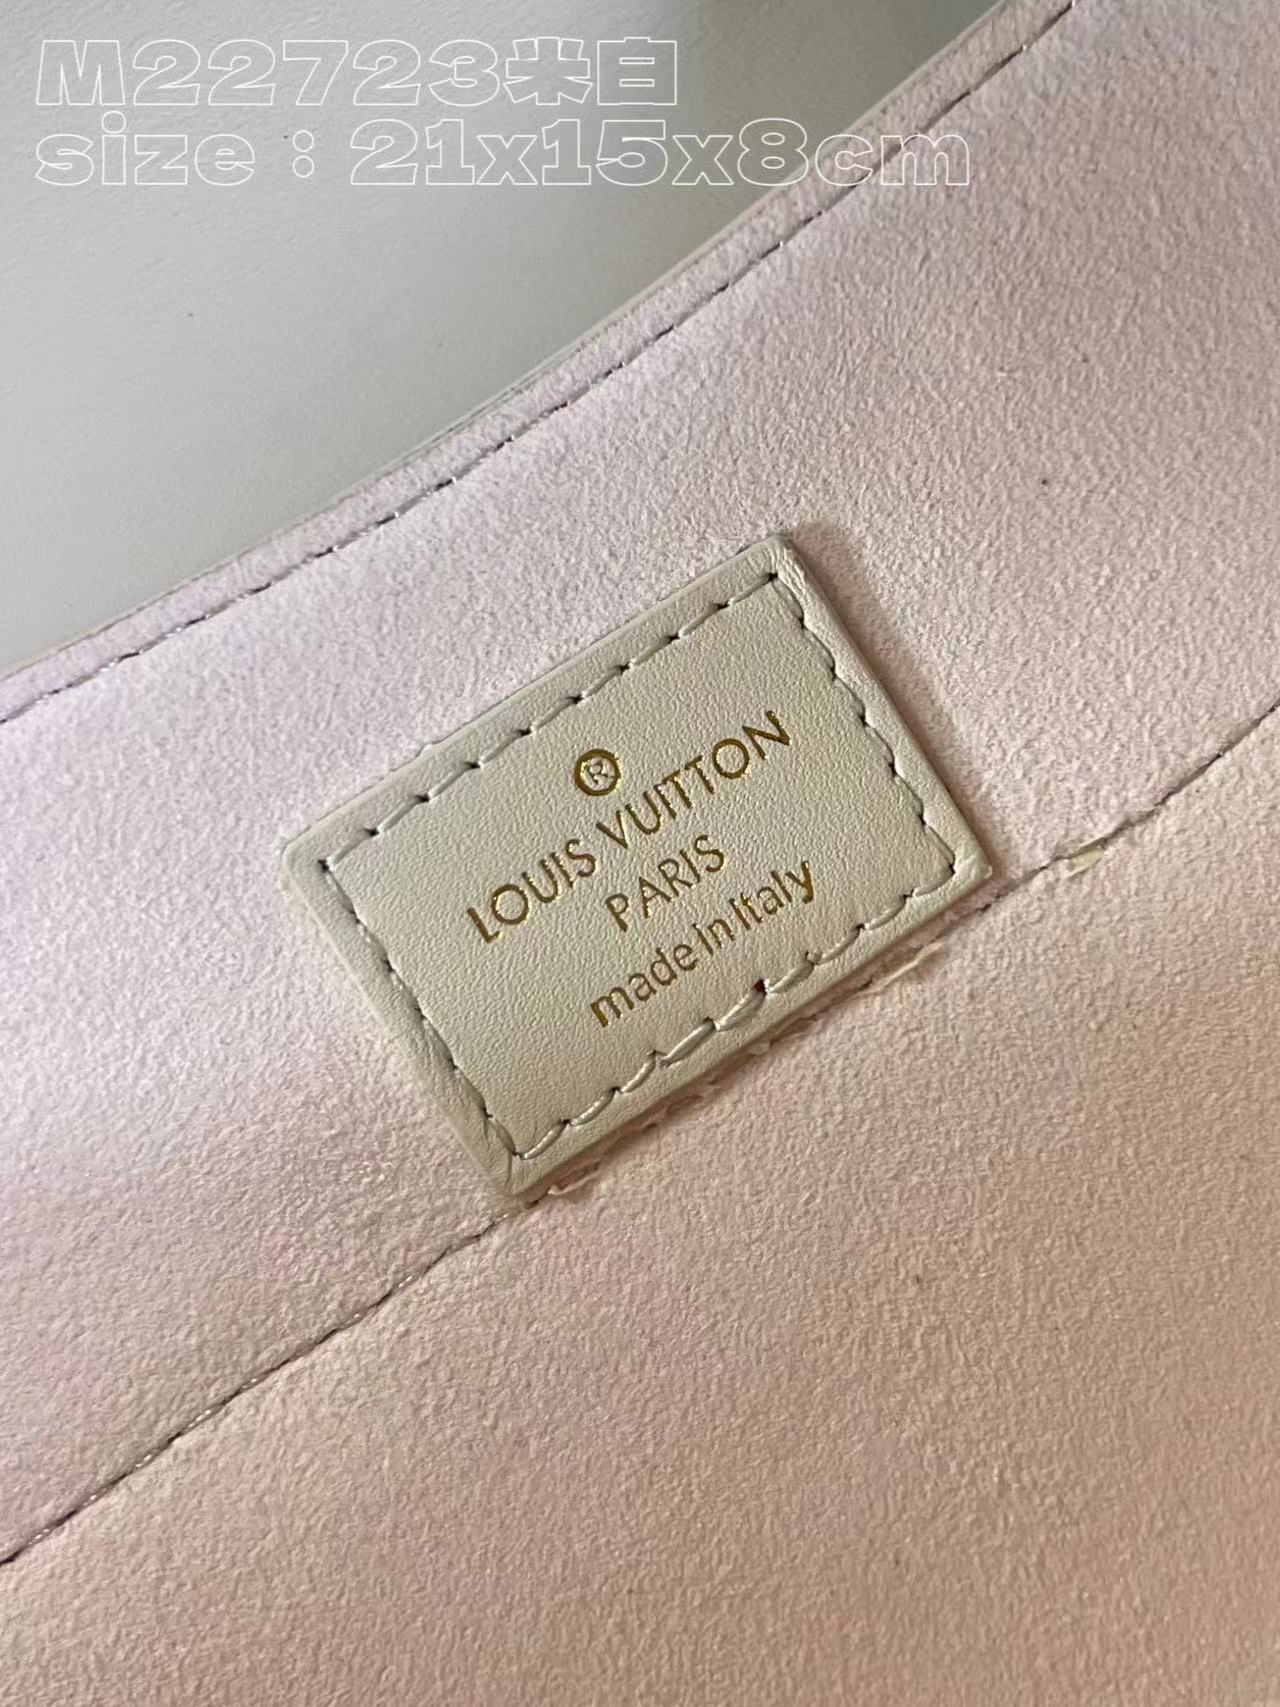 M22723米白
size：21x15x8cm
®
LOUIS VUITTON
PARIS
made in Italy